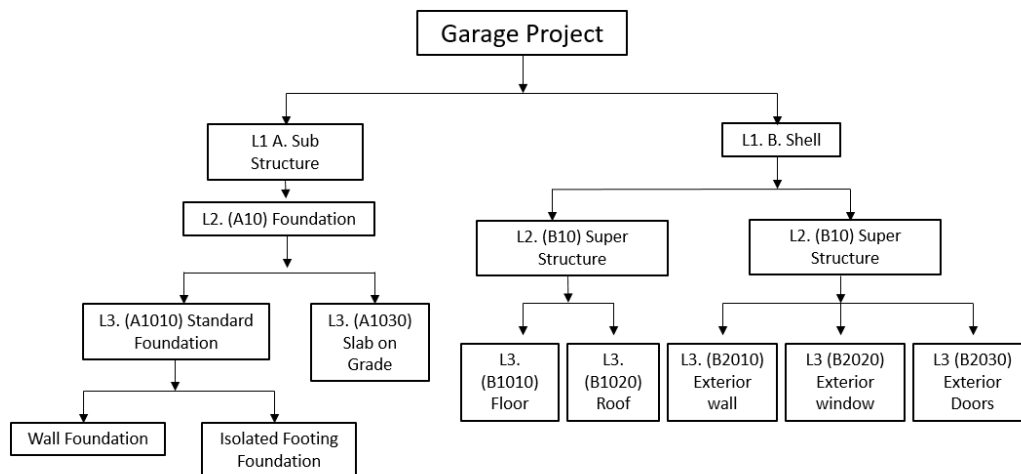 Garage Project
L1 A. Sub
Structure
L1. B. Shell
L2. (A10) Foundation
L2. (B10) Super
Structure
L2. (B10) Super
Structure
L3. (A1010) Standard
Foundation
L3. (A1030)
Slab on
Grade
L3.
(B1010)
Floor
L3.
(B1020)
Roof
L3. (B2010)
Exterior
wall
L3 (B2020)
Exterior
window
L3 (B2030)
Exterior
Doors
Wall Foundation
Isolated Footing
Foundation